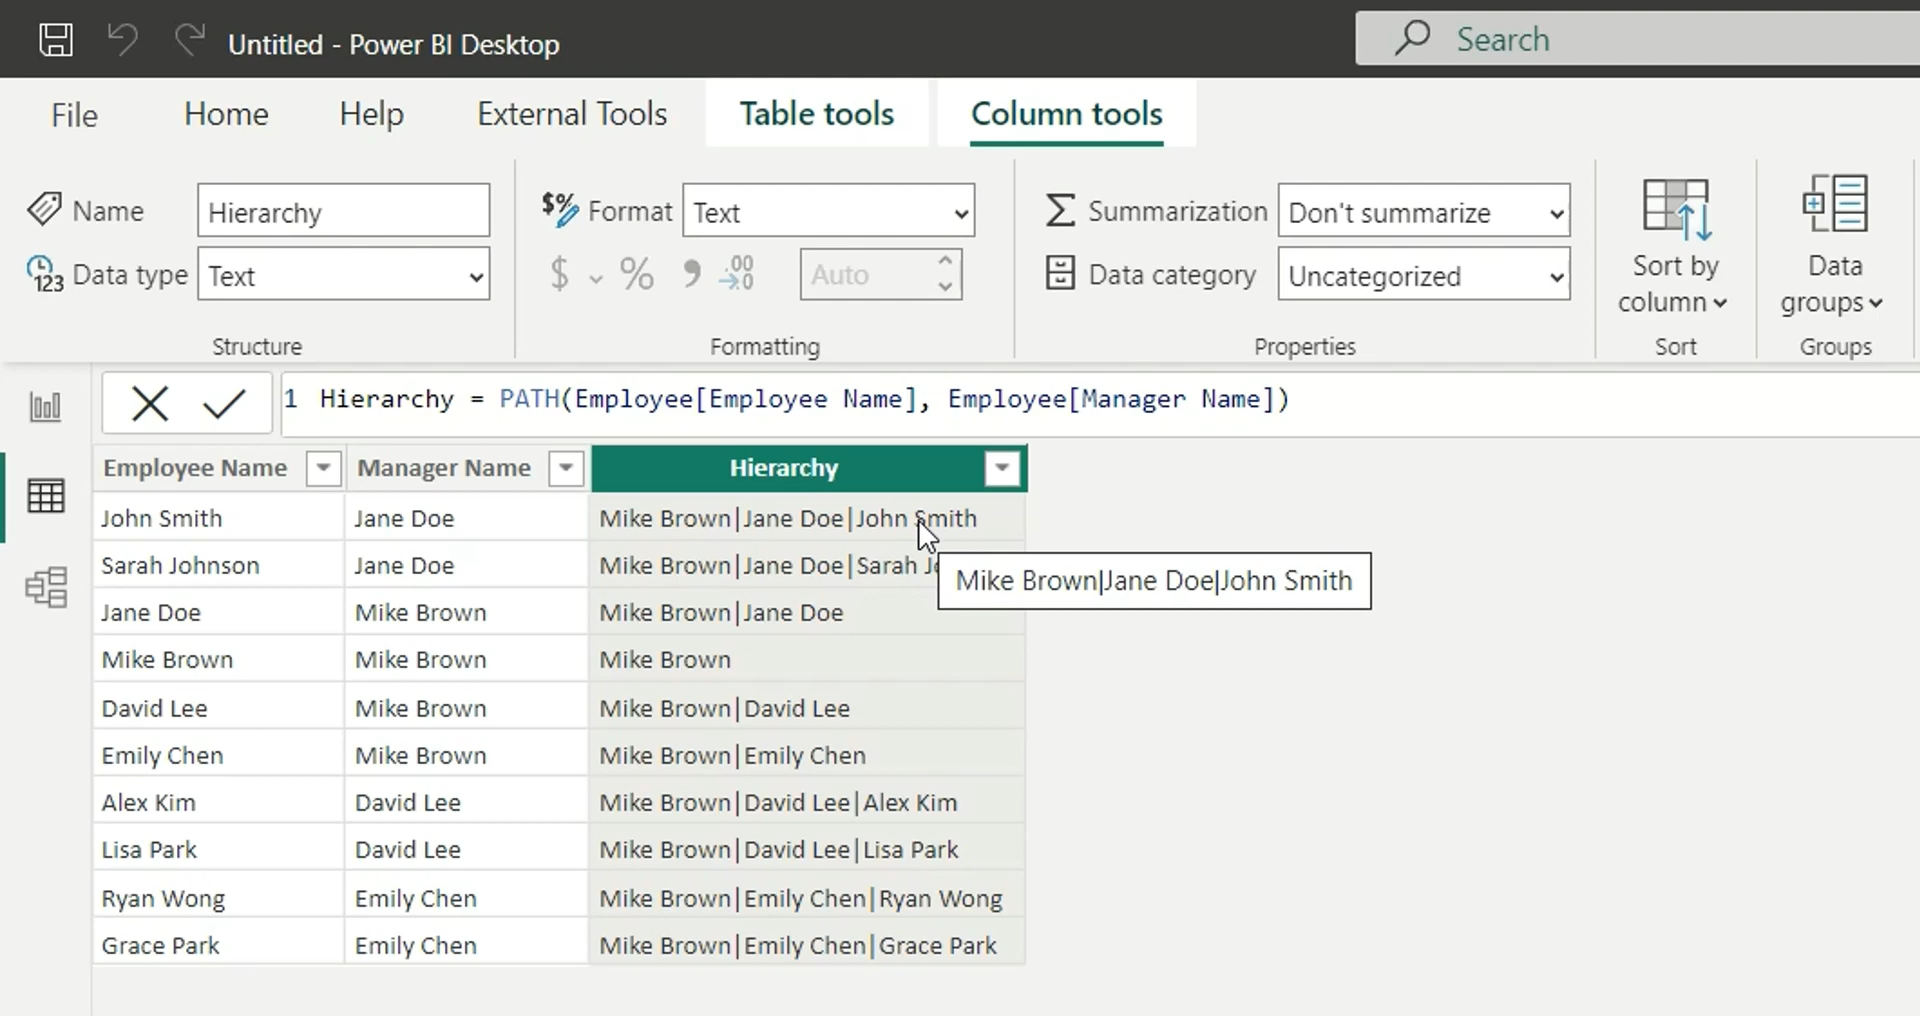 Untitled - Power BI Desktop
Search
File Home Help External Tools Table tools Column tools
Name Hierarchy $% Format Text Summarization Don't summarize
123 Data type Text $ % , .00 →.0 Auto Data category Uncategorized
Sort by column
Data groups
Structure Formatting Properties Sort Groups
1 Hierarchy = PATH(Employee[Employee Name], Employee[Manager Name])
Employee Name Manager Name Hierarchy
John Smith Jane Doe Mike Brown|Jane Doe|John Smith
Sarah Johnson Jane Doe Mike Brown|Jane Doe|Sarah
Mike Brown|Jane Doe|John Smith
Jane Doe Mike Brown Mike Brown|Jane Doe
Mike Brown Mike Brown Mike Brown
David Lee Mike Brown Mike Brown|David Lee
Emily Chen Mike Brown Mike Brown|Emily Chen
Alex Kim David Lee Mike Brown|David Lee|Alex Kim
Lisa Park David Lee Mike Brown|David Lee|Lisa Park
Ryan Wong Emily Chen Mike Brown|Emily Chen|Ryan Wong
Grace Park Emily Chen Mike Brown|Emily Chen|Grace Park